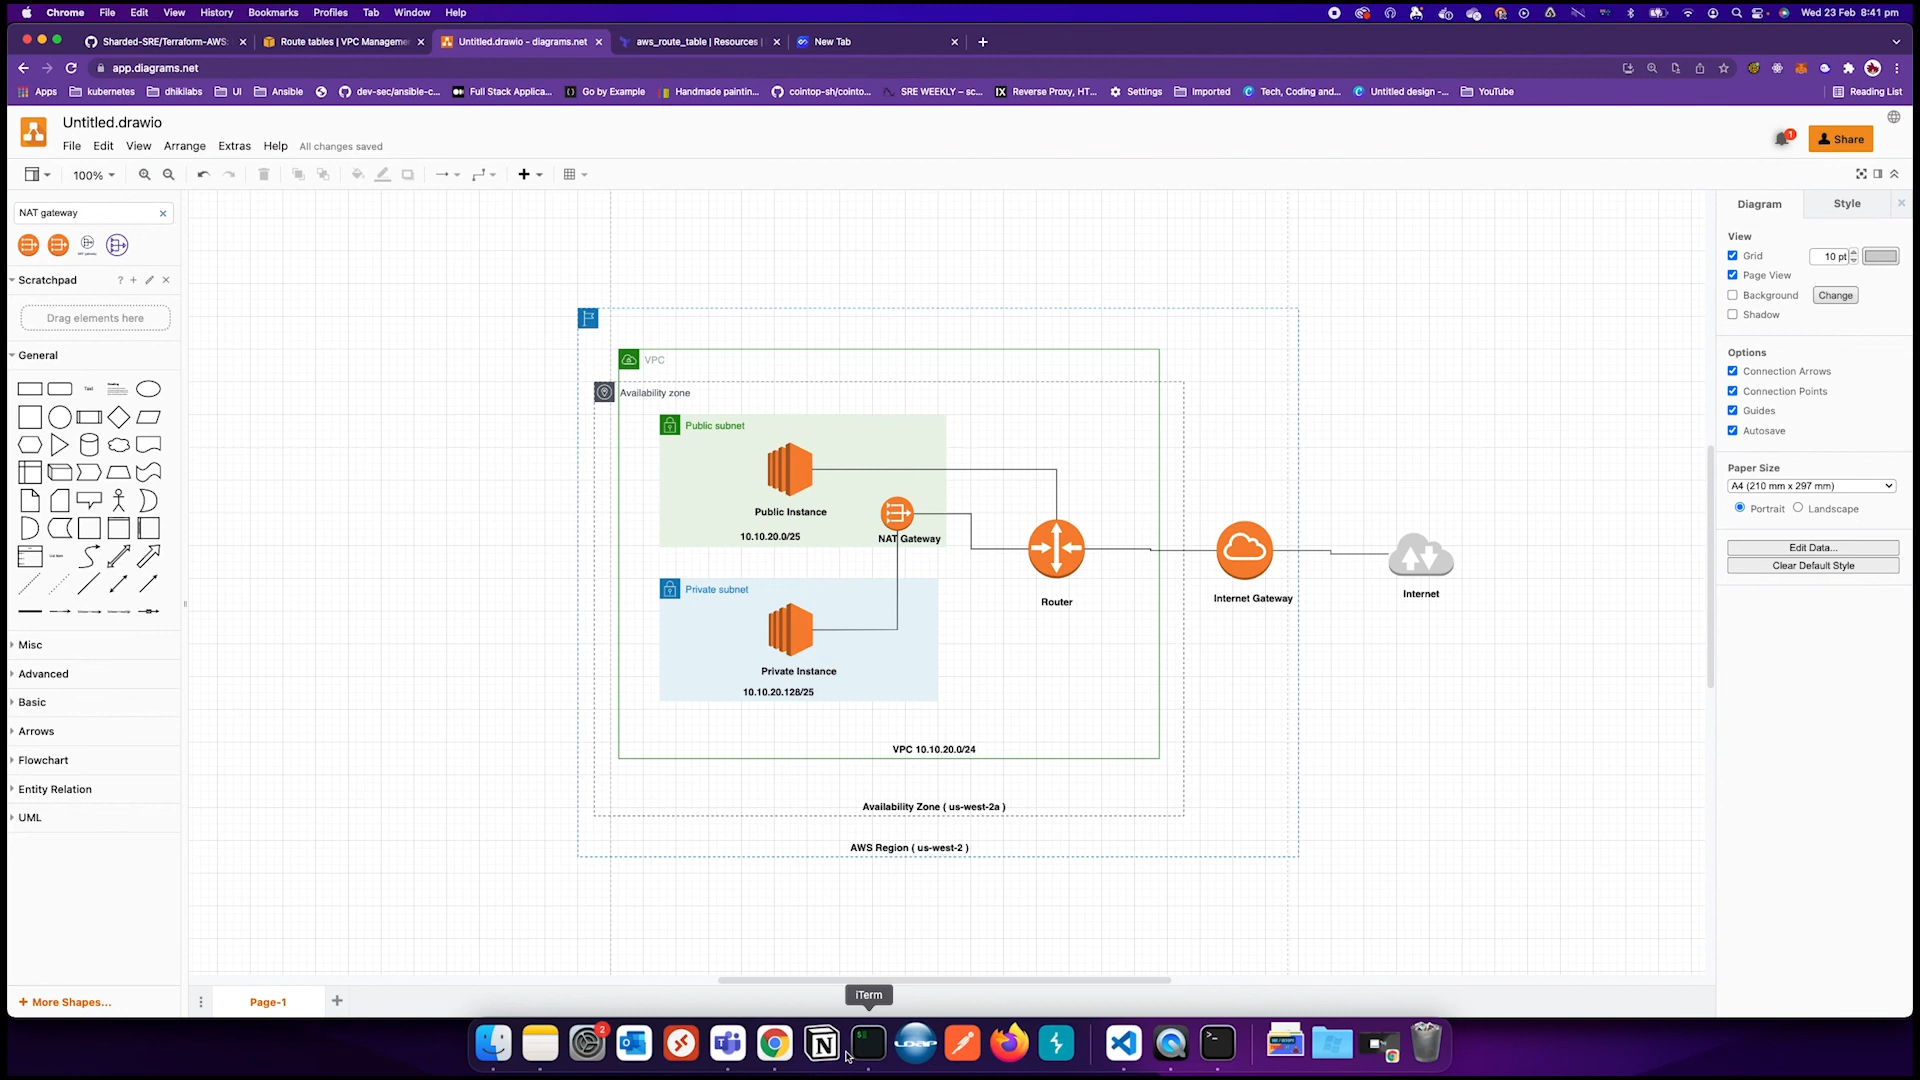 Chrome File Edit View History Bookmarks Profiles Tab Window Help
Wed 23 Feb 8:41 pm
Sharded-SRE/Terraform-AWS:
Route tables | VPC Manageme
Untitled.drawio - diagrams.net
aws_route_table | Resources |
New Tab
app.diagrams.net
Apps kubernetes dhikilabs UI Ansible dev-sec/ansible-c... Full Stack Applica... Go by Example Handmade paintin... cointop-sh/cointo... SRE WEEKLY – sc... Reverse Proxy, HT... Settings Imported Tech, Coding and... Untitled design -... YouTube Reading List
Untitled.drawio
File Edit View Arrange Extras Help All changes saved
1
Share
100%
NAT gateway
Scratchpad
?
Drag elements here
General
Text
Heading
List Item
Misc
Advanced
Basic
Arrows
Flowchart
Entity Relation
UML
+ More Shapes...
Page-1
VPC
Availability zone
Public subnet
Public Instance
10.10.20.0/25
NAT Gateway
Private subnet
Private Instance
10.10.20.128/25
Router
Internet Gateway
Internet
VPC 10.10.20.0/24
Availability Zone ( us-west-2a )
AWS Region ( us-west-2 )
Diagram Style
View
Grid
10 pt
Page View
Background
Change
Shadow
Options
Connection Arrows
Connection Points
Guides
Autosave
Paper Size
A4 (210 mm x 297 mm)
Portrait Landscape
Edit Data...
Clear Default Style
iTerm
2
LDAP